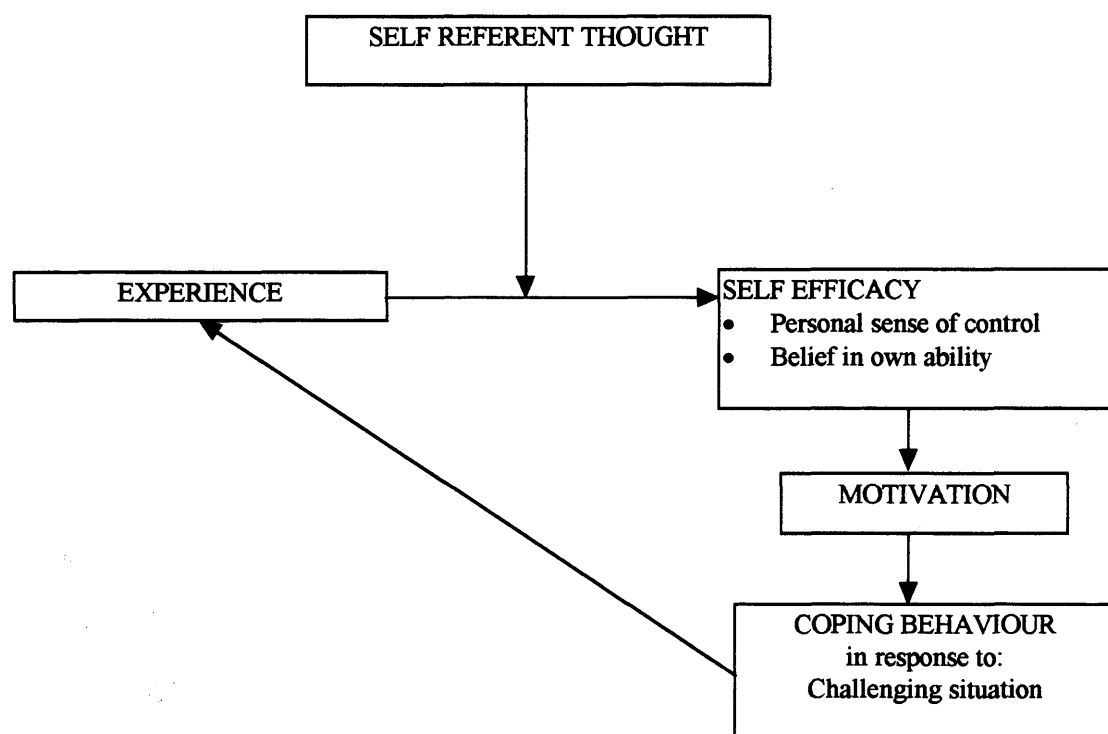 SELF REFERENT THOUGHT
EXPERIENCE
SELF EFFICACY
• Personal sense of control
• Belief in own ability
MOTIVATION
COPING BEHAVIOUR
in response to:
Challenging situation